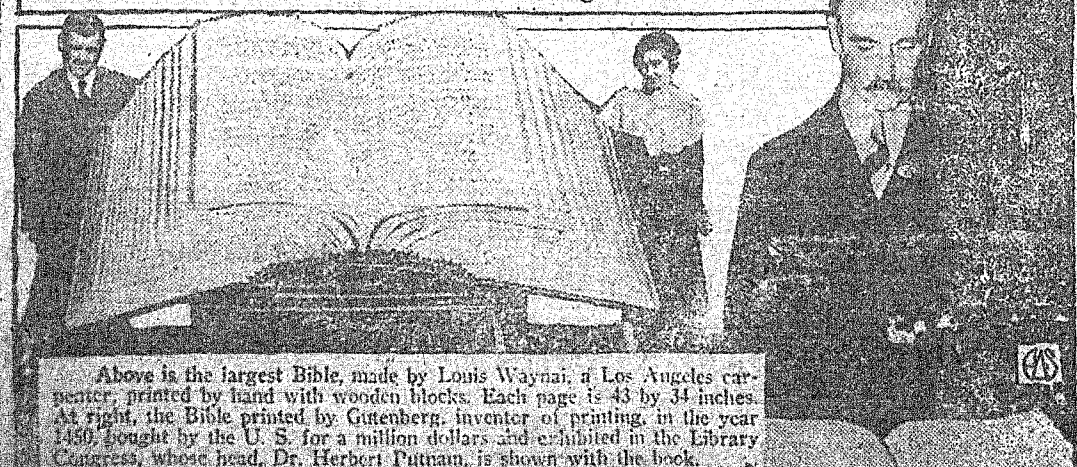 Above is the largest Bible, made by Louis Waynai, a Los Angeles car-
penter, printed by hand with wooden blocks. Each page is 43 by 34 inches.
At right, the Bible printed by Gutenberg, inventor of printing, in the year
1450, bought by the U. S. for a million dollars and exhibited in the Library
Congress, whose head, Dr. Herbert Putnam, is shown with the book.